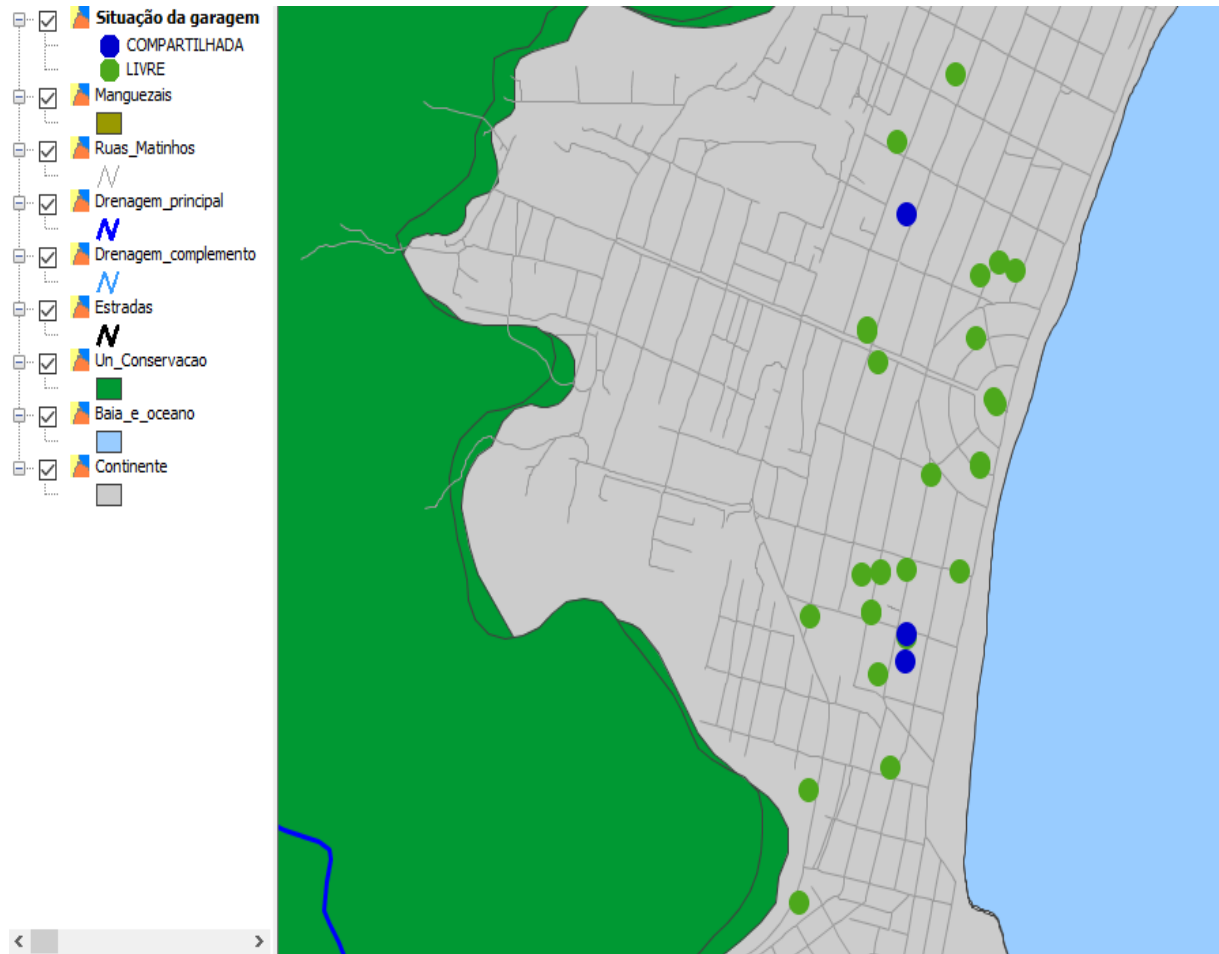 Situação da garagem
COMPARTILHADA
LIVRE
Manguezais
Ruas_Matinhos
Drenagem_principal
Drenagem_complemento
Estradas
Un_Conservacao
Baia_e_oceano
Continente